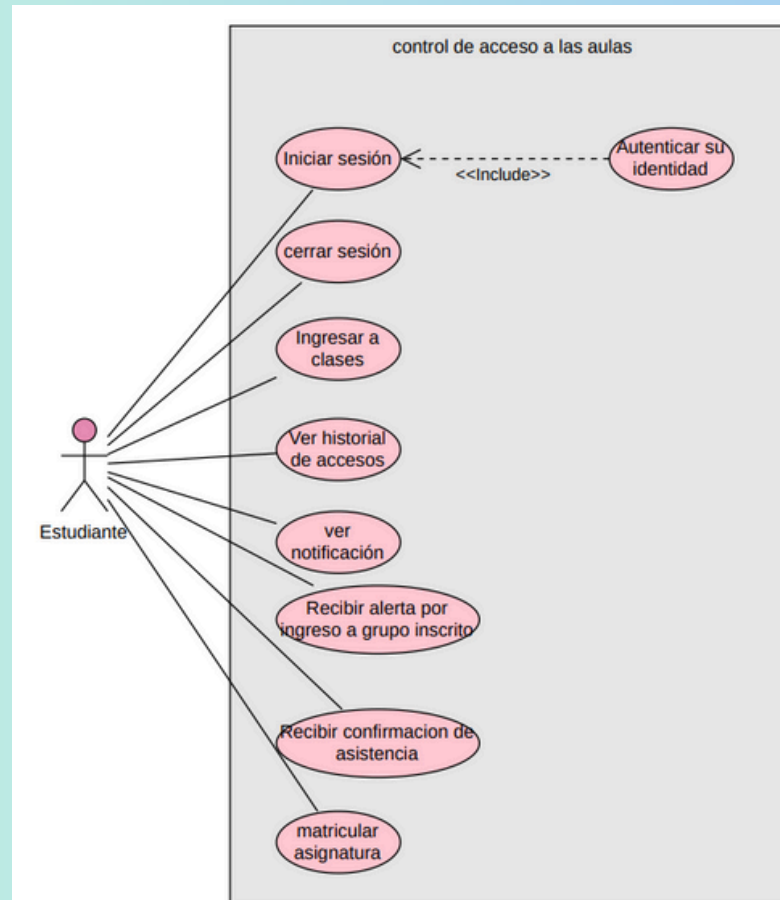 control de acceso a las aulas
Iniciar sesión
<<Include>>
Autenticar su
identidad
cerrar sesión
Ingresar a
clases
Ver historial
de accesos
Estudiante
ver
notificación
Recibir alerta por
ingreso a grupo inscrito
Recibir confirmacion de
asistencia
matricular
asignatura